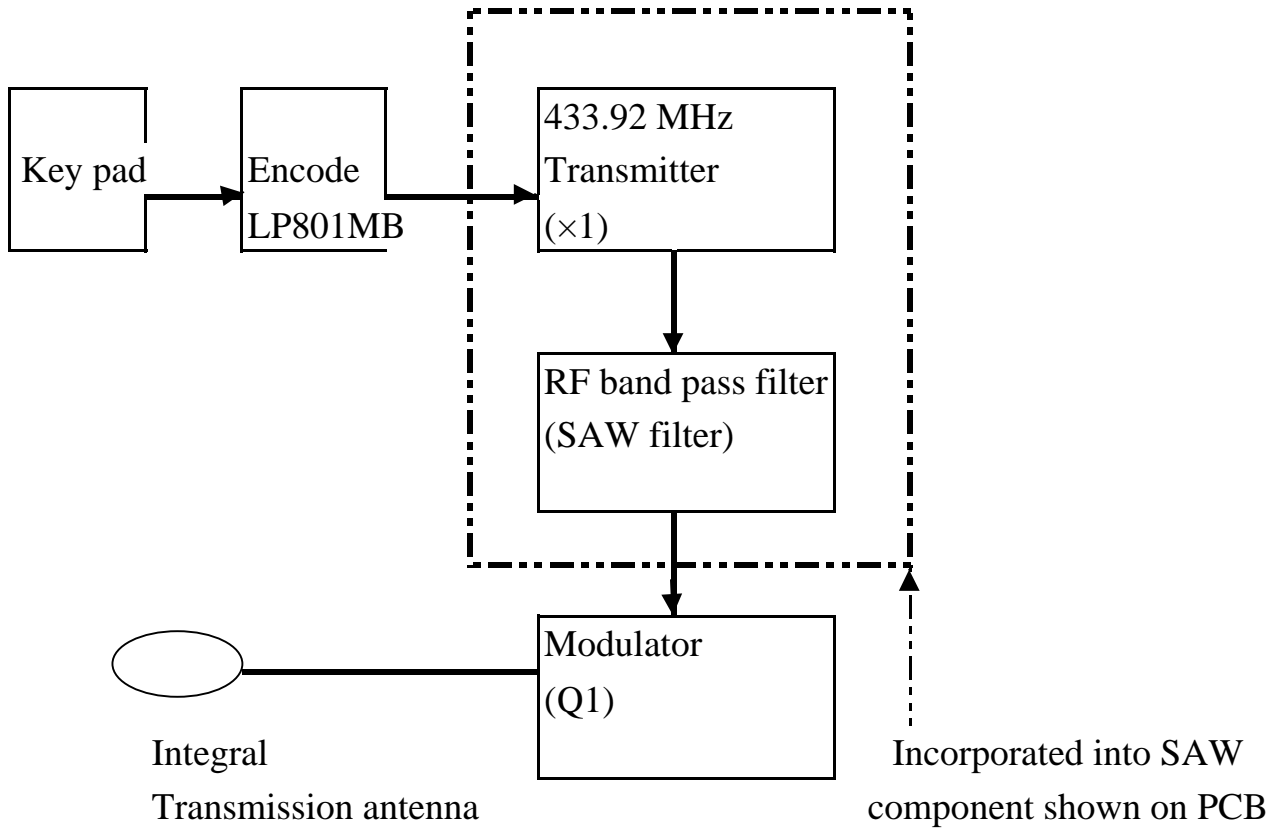 Key pad
Encode
LP801MB
433.92 MHz
Transmitter
(×1)
RF band pass filter
(SAW filter)
Modulator
(Q1)
Integral
Transmission antenna
Incorporated into SAW
component shown on PCB